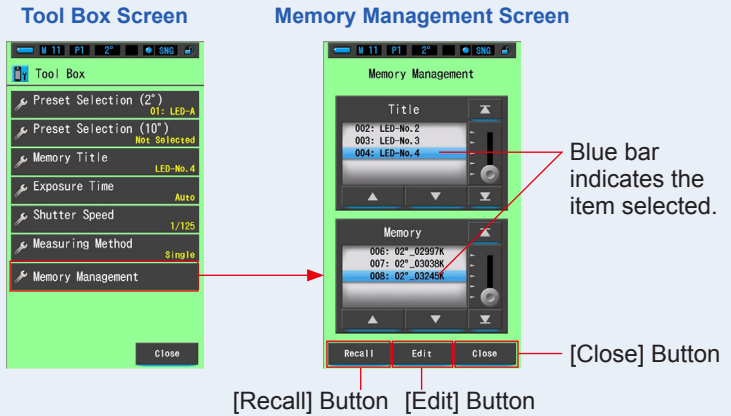 Tool Box Screen
Memory Management Screen
M 11 P1 2° SNG
Tool Box
Preset Selection (2°)
01: LED-A
Preset Selection (10°)
Not Selected
Memory Title
LED-No.4
Exposure Time
Auto
Shutter Speed
1/125
Measuring Method
Single
Memory Management
Close
M 11 P1 2° SNG
Memory Management
Title
002: LED-No.2
003: LED-No.3
004: LED-No.4
Memory
006: 02°_02997K
007: 02°_03038K
008: 02°_03245K
Recall Edit Close
Blue bar
indicates the
item selected.
[Close] Button
[Recall] Button [Edit] Button